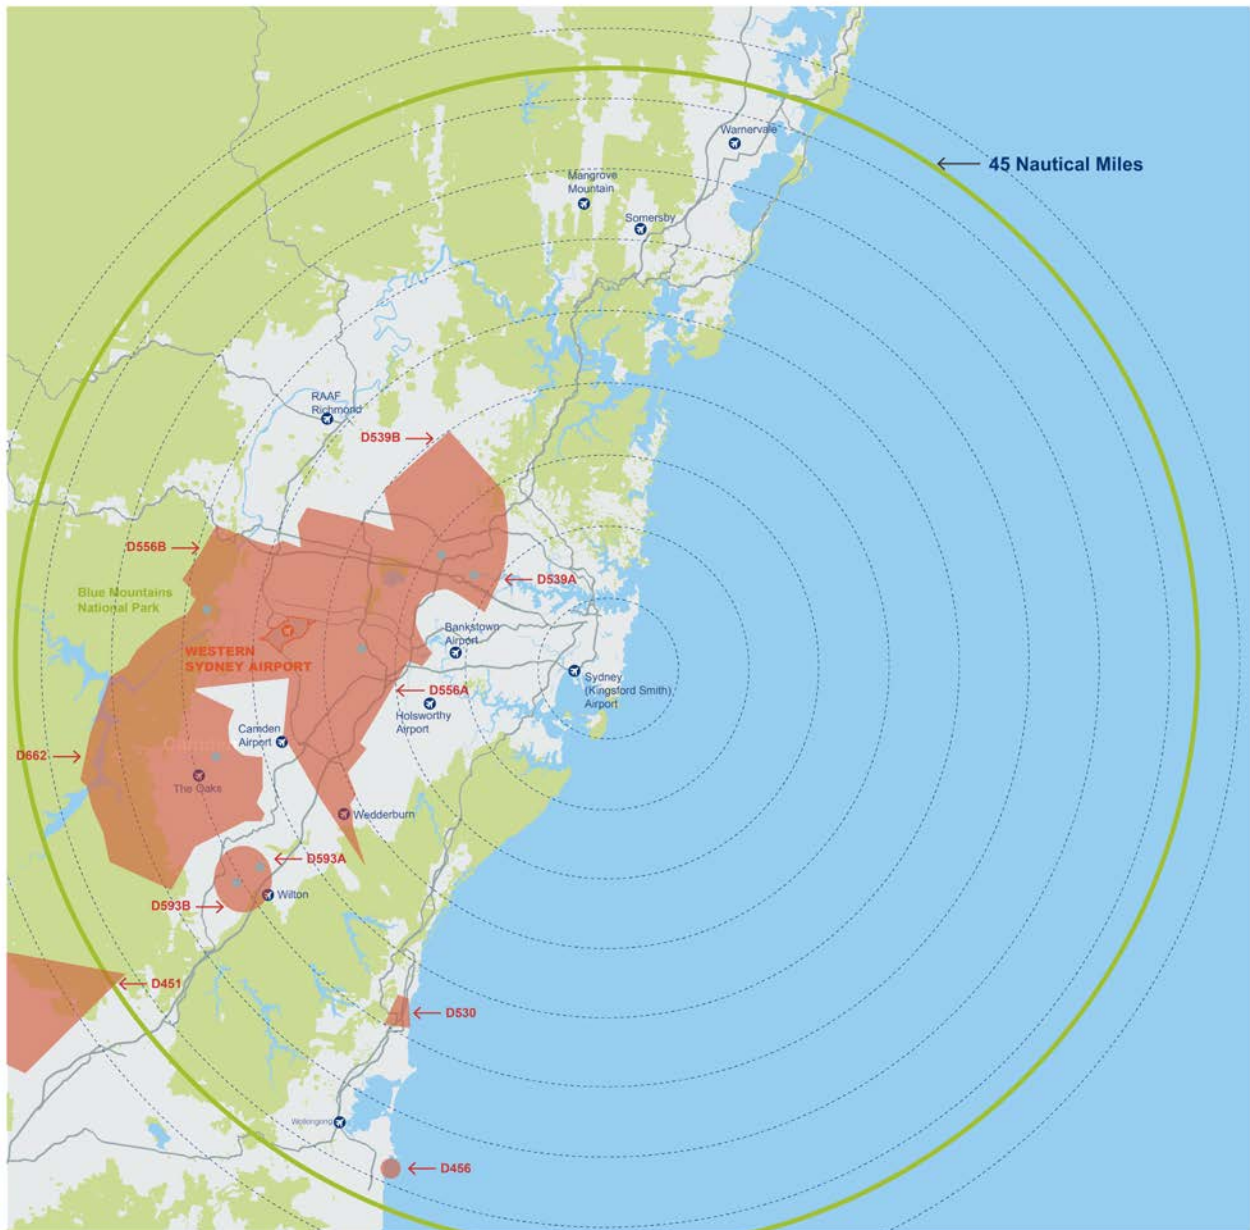 Warnervale
45 Nautical Miles
Mangrove
Mountain
Somersby
RAAF
Richmond
D539B
D556B
D539A
Blue Mountains
National Park
Bankstown
Airport
WESTERN
SYDNEY AIRPORT
Sydney
(Kingsford Smith)
Airport
D556A
Holsworthy
Airport
Camden
Airport
D662
The Oaks
Wedderburn
D593A
Wilton
D593B
D451
D530
Wollongong
D456